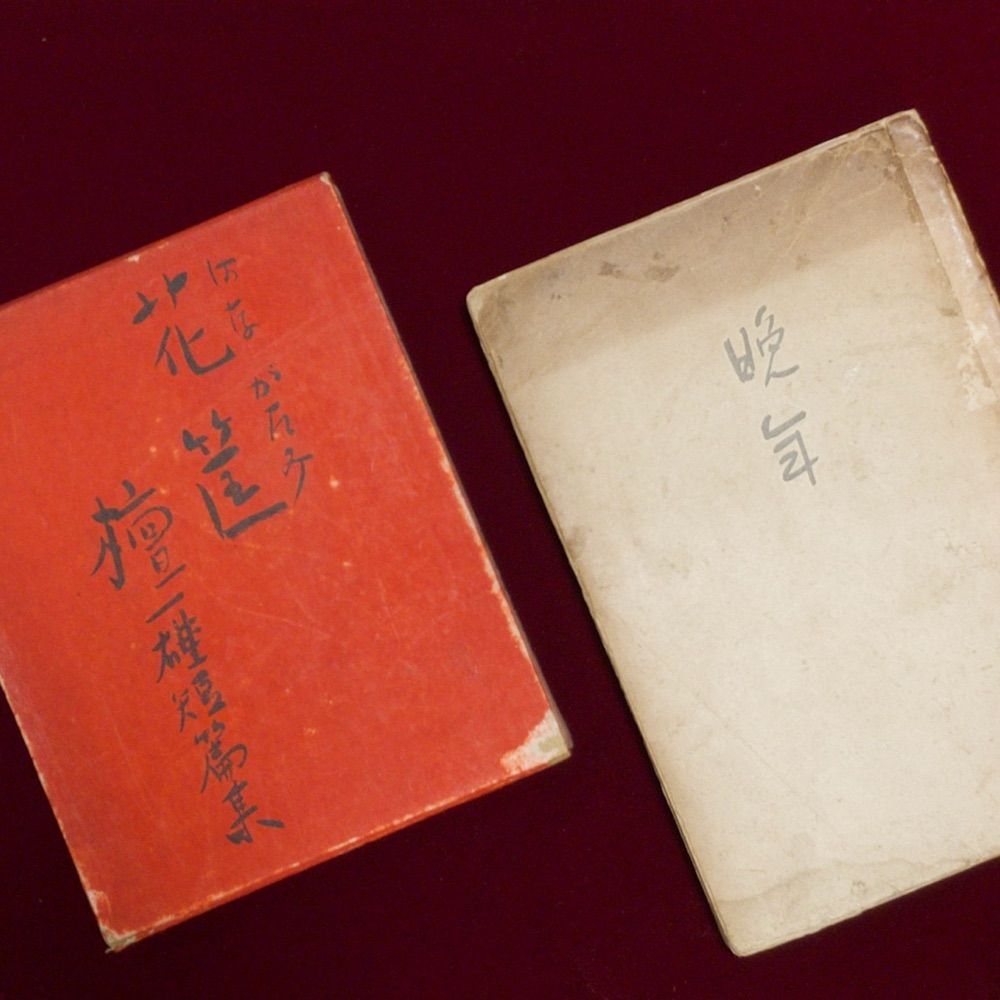 はながたみ
花筐
檀一雄短篇集
晩年